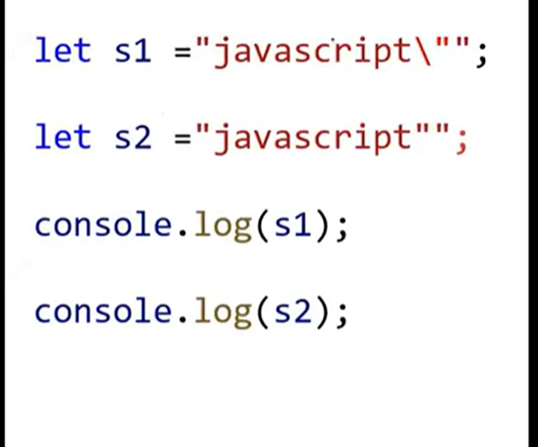 let s1 ="javascript\"";
let s2 ="javascript"";
console.log(s1);
console.log(s2);